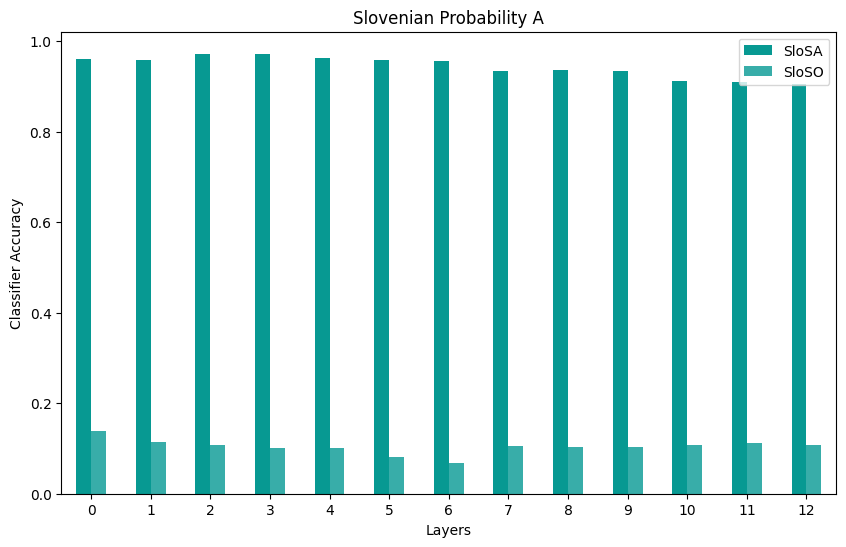 Slovenian Probability A
SloSA
SloSO
1.0
0.8
0.6
0.4
0.2
0.0
Classifier Accuracy
0 1 2 3 4 5 6 7 8 9 10 11 12
Layers